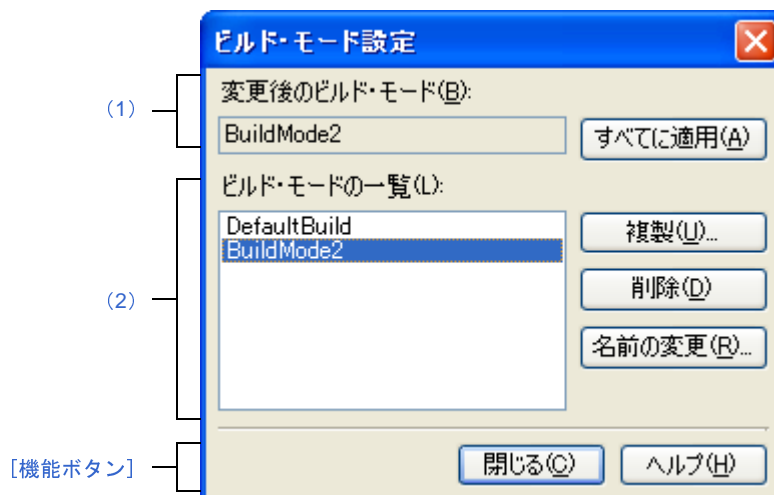 ビルド・モード設定
(1)
変更後のビルド・モード(B):
BuildMode2
すべてに適用(A)
ビルド・モードの一覧(L):
DefaultBuild
BuildMode2
(2)
複製(U)...
削除(D)
名前の変更(R)...
[機能ボタン]
閉じる(C)
ヘルプ(H)